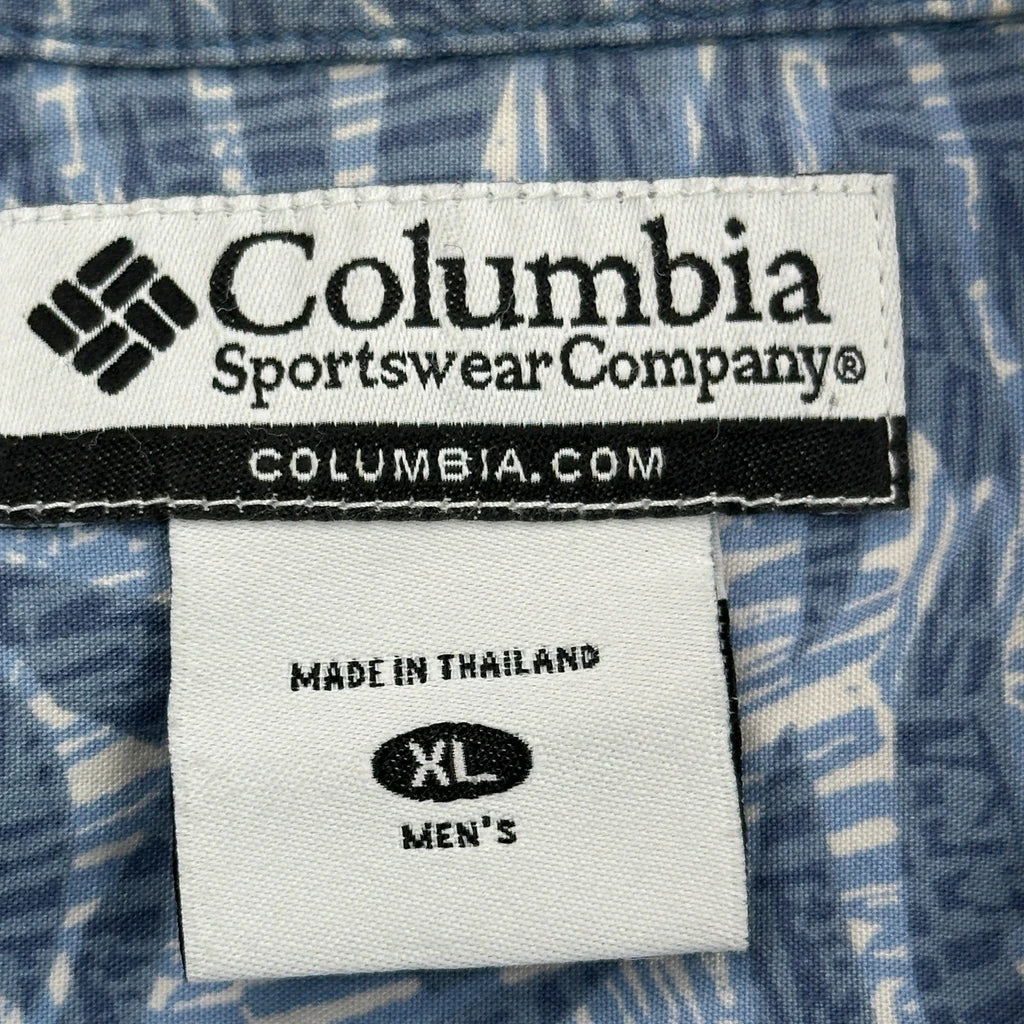 Columbia
Sportswear Company®
COLUMBIA.COM
MADE IN THAILAND
XL
MEN'S